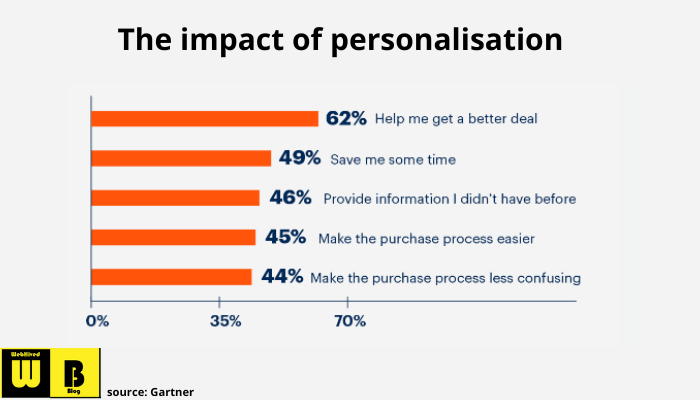 The impact of personalisation
62% Help me get a better deal
49% Save me some time
46% Provide information I didn't have before
45% Make the purchase process easier
44% Make the purchase process less confusing
0% 35% 70%
WebHived
W B
Blog
source: Gartner